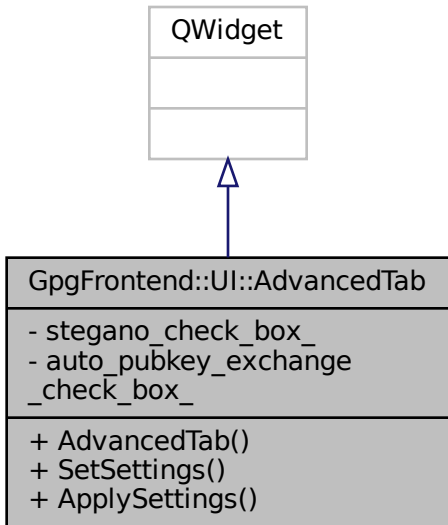 QWidget
GpgFrontend::UI::AdvancedTab
- stegano_check_box_
- auto_pubkey_exchange
_check_box_
+ AdvancedTab()
+ SetSettings()
+ ApplySettings()